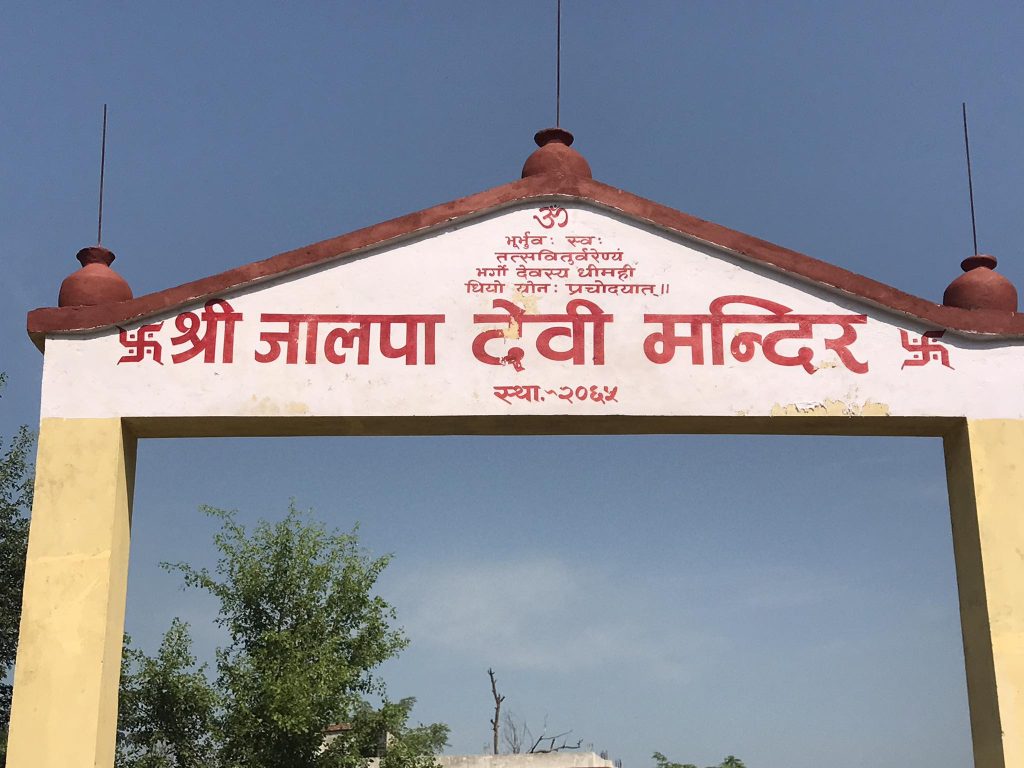 ॐ
भूर्भुवः स्वः
तत्सवितुर्वरेण्यं
भर्गो देवस्य धीमही
धियो योनः प्रचोदयात्॥
श्री जालपा देवी मन्दिर
स्था.-२०६५